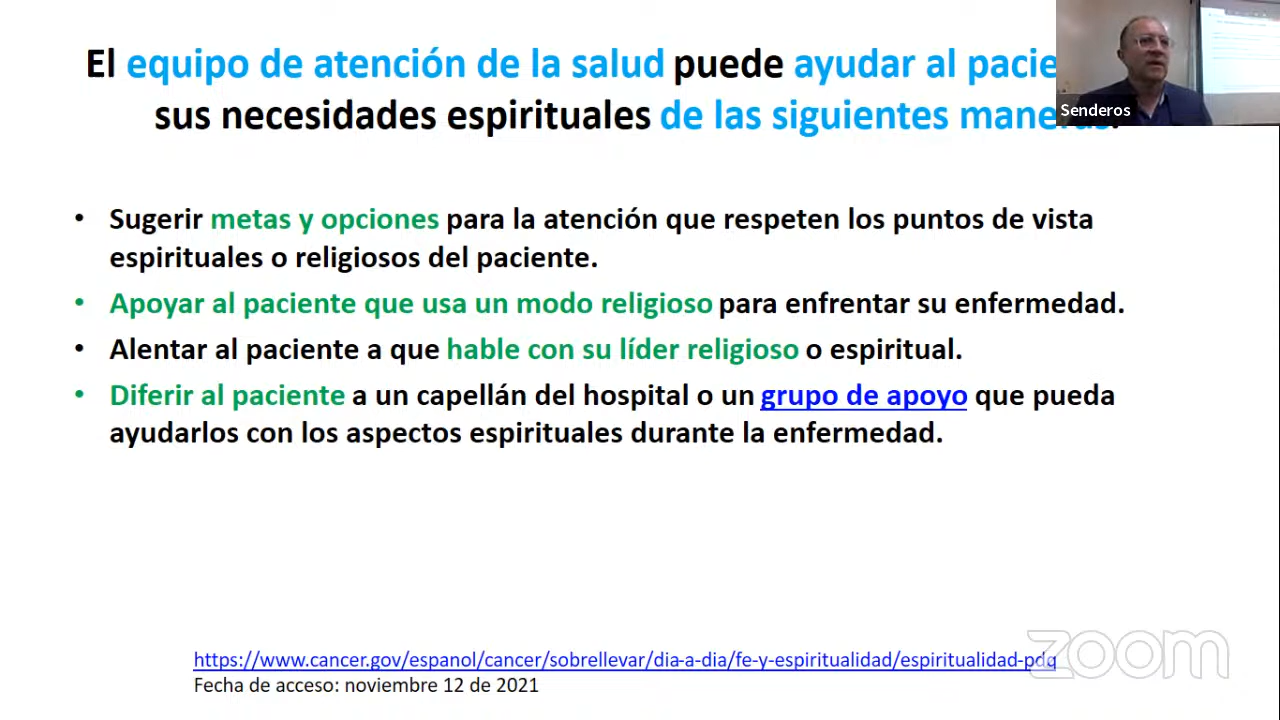 El equipo de atención de la salud puede ayudar al
sus necesidades espirituales de las siguientes
Senderos
• Sugerir metas y opciones para la atención que respeten los puntos de vista
espirituales o religiosos del paciente.
• Apoyar al paciente que usa un modo religioso para enfrentar su enfermedad.
• Alentar al paciente a que hable con su líder religioso o espiritual.
• Diferir al paciente a un capellán del hospital o un grupo de apoyo que pueda
ayudarlos con los aspectos espirituales durante la enfermedad.
https://www.cancer.gov/espanol/cancer/sobrellevar/dia-a-dia/fe-y-espiritualidad/espiritualidad-pdq
Fecha de acceso: noviembre 12 de 2021
zoom